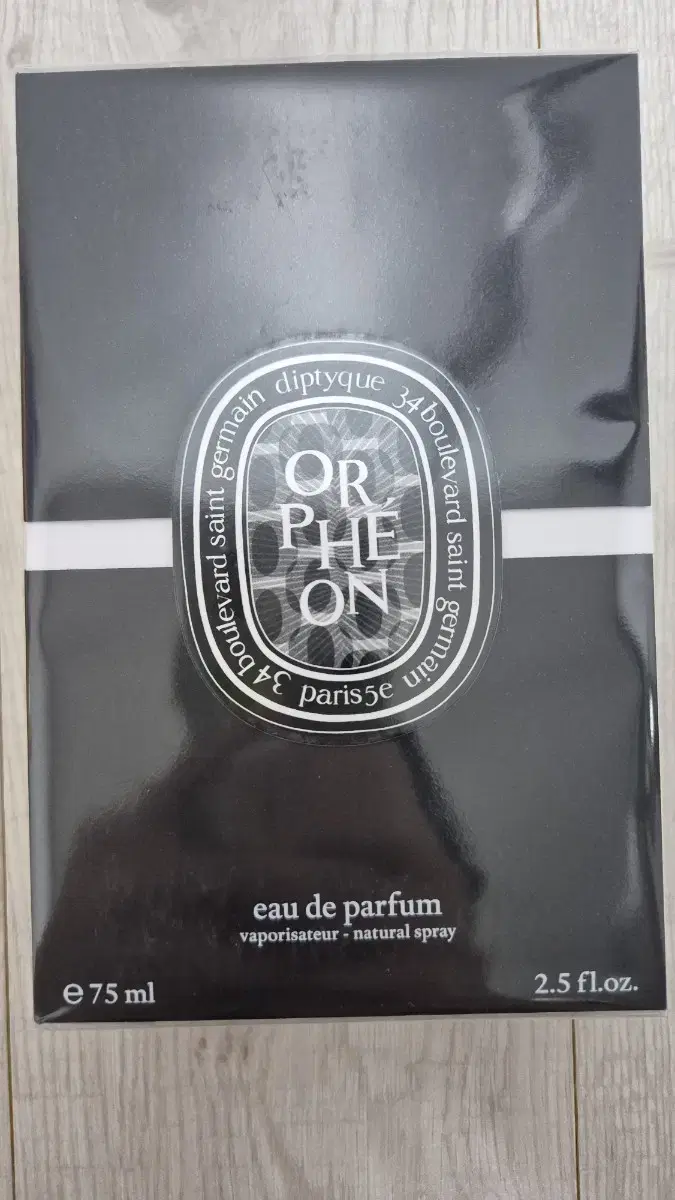 34 boulevard saint germain diptyque 34 boulevard saint germain
OR
PHÉ
ON
paris 5e
eau de parfum
vaporisateur - natural spray
℮ 75 ml
2.5 fl.oz.